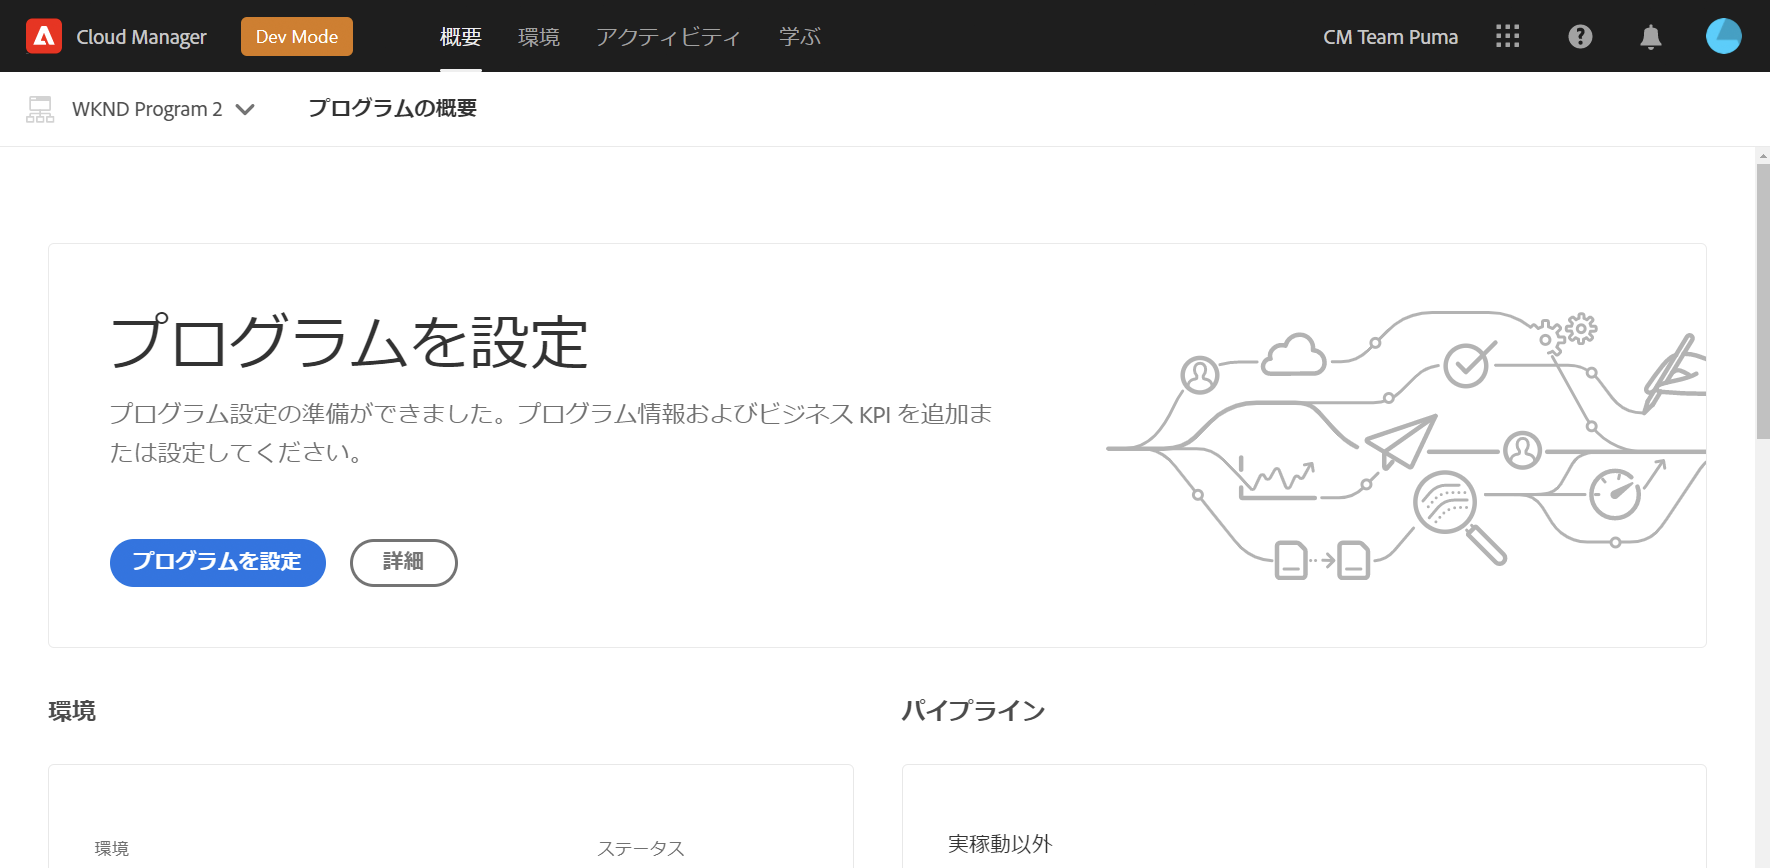 Cloud Manager
Dev Mode
概要
環境
アクティビティ
学ぶ
CM Team Puma
WKND Program 2
プログラムの概要
プログラムを設定
プログラム設定の準備ができました。プログラム情報およびビジネス KPI を追加ま
たは設定してください。
プログラムを設定
詳細
環境
パイプライン
環境
ステータス
実稼動以外